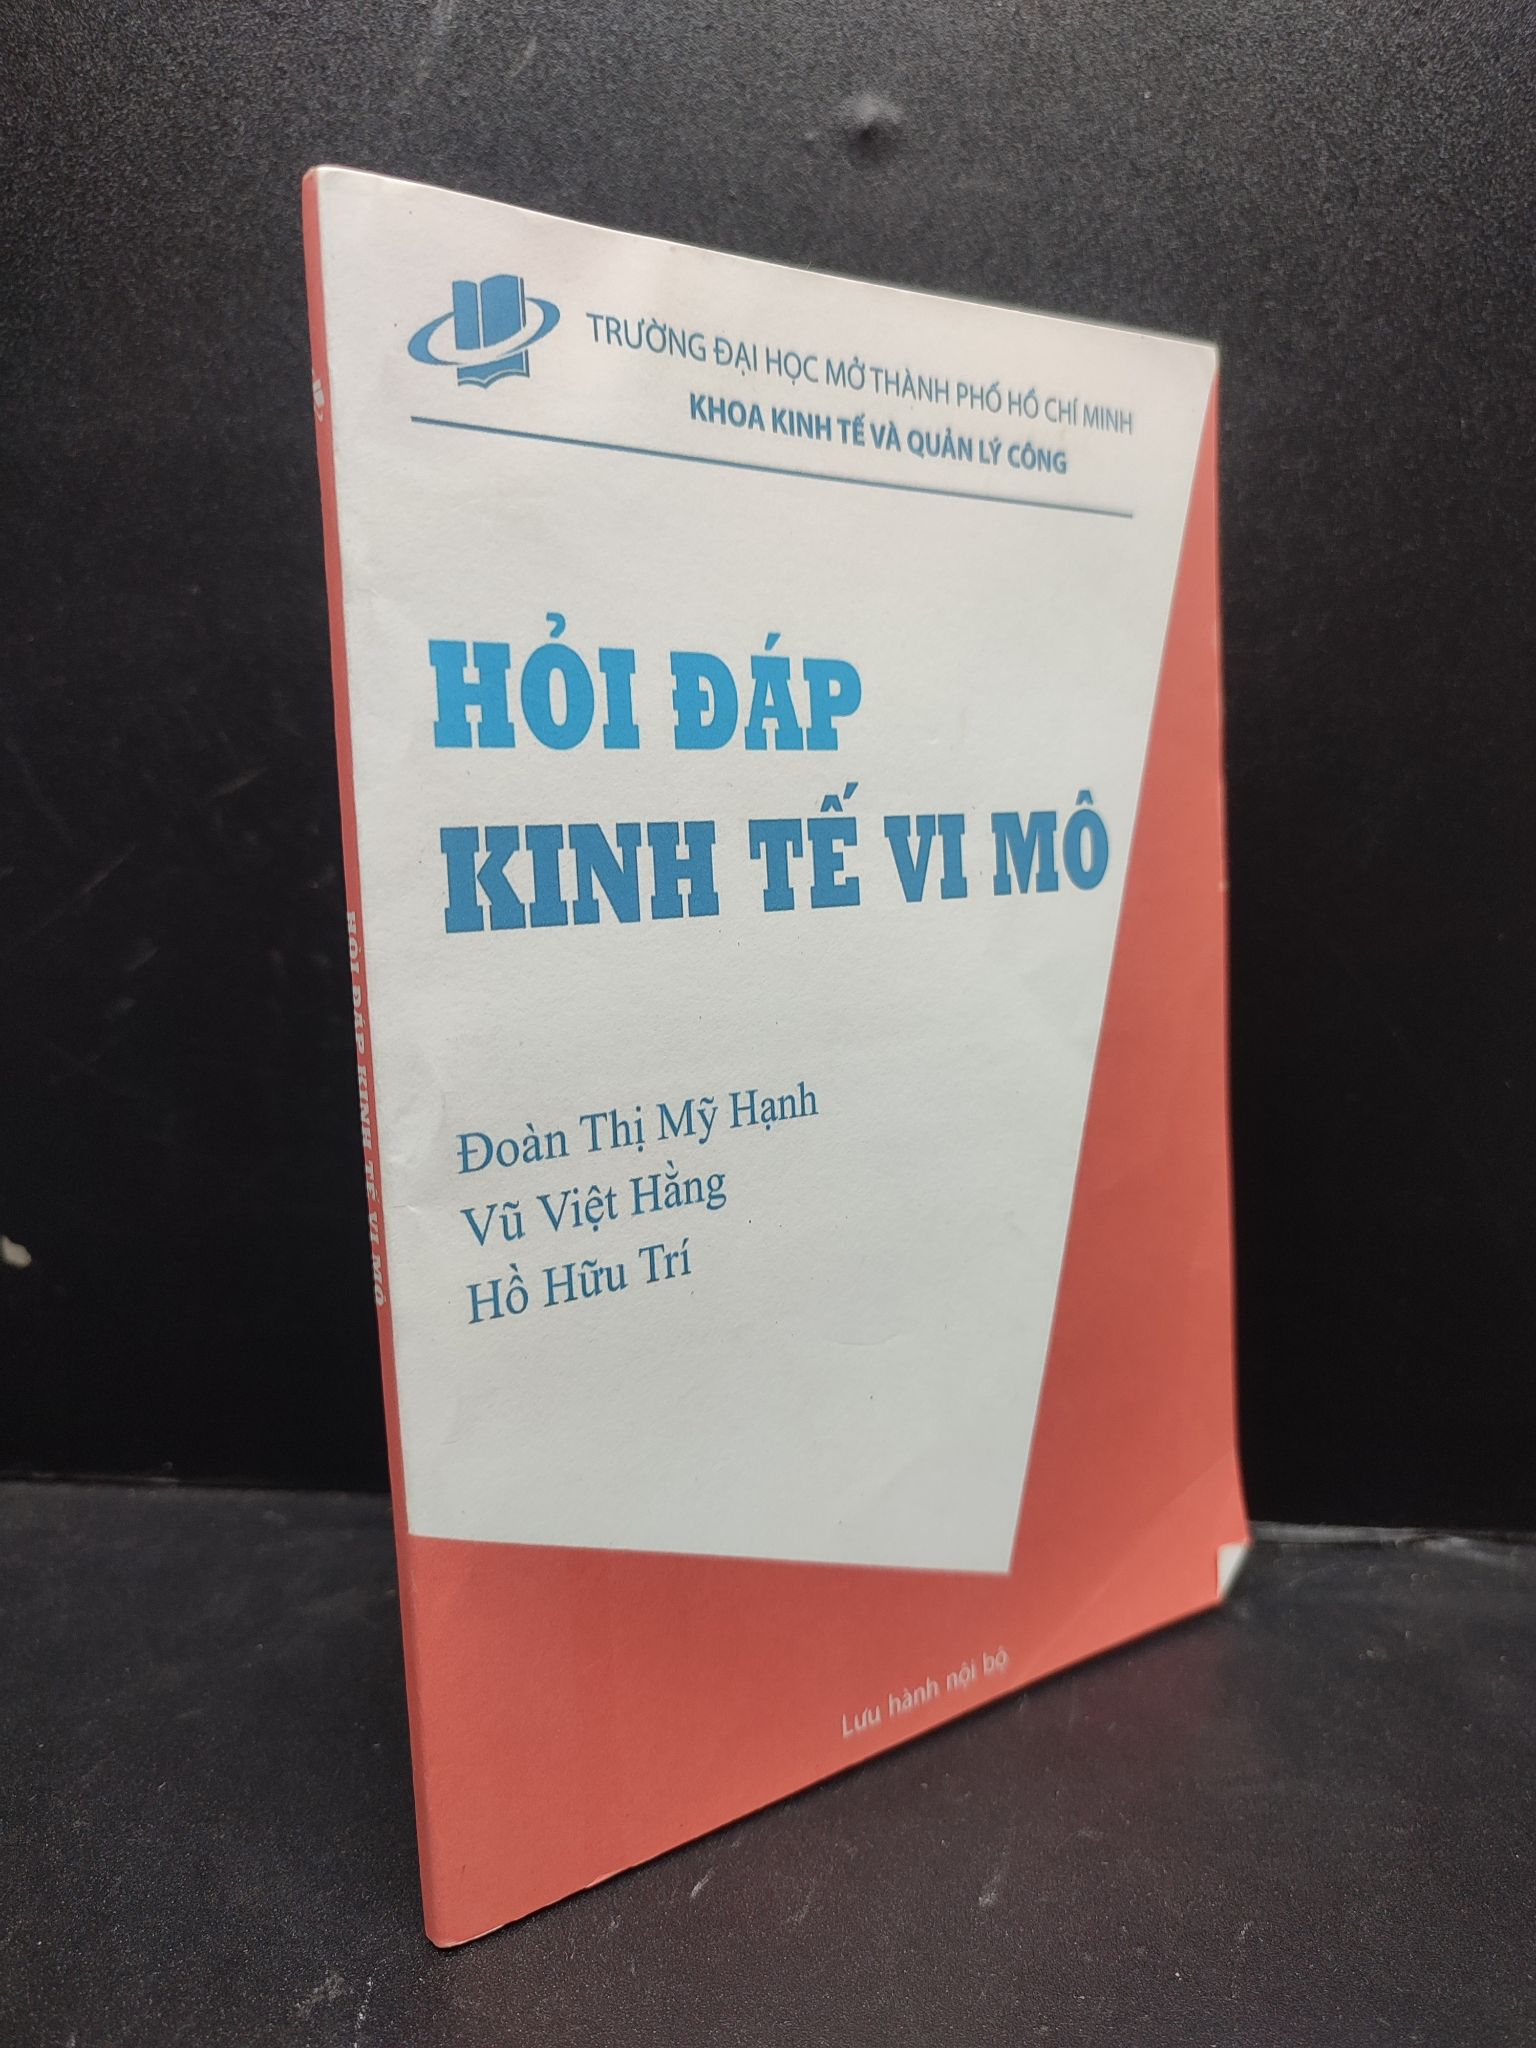 TRƯỜNG ĐẠI HỌC MỞ THÀNH PHỐ HỒ CHÍ MINH
KHOA KINH TẾ VÀ QUẢN LÝ CÔNG
HỎI ĐÁP
KINH TẾ VI MÔ
Đoàn Thị Mỹ Hạnh
Vũ Việt Hằng
Hồ Hữu Trí
Lưu hành nội bộ
HỎI ĐÁP KINH TẾ VI MÔ